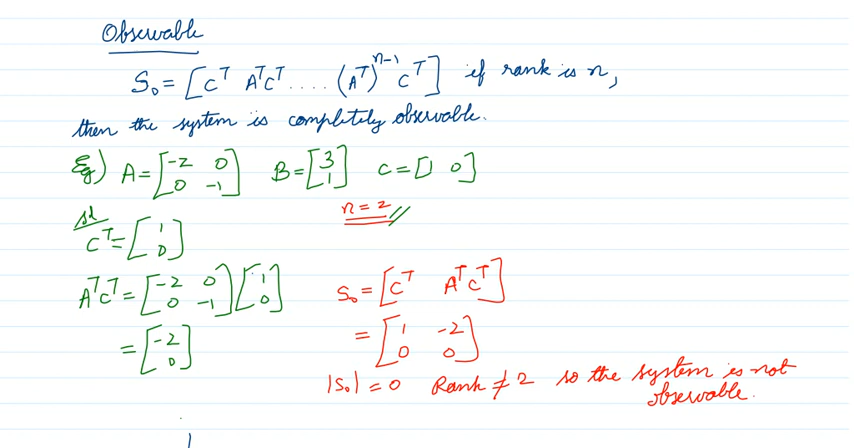 Observable
S₀ = [Cᵀ AᵀCᵀ .... (Aᵀ)ⁿ⁻¹ Cᵀ] if rank is n,
then the system is completely observable.
Eg) A = [-2 0; 0 -1] B = [3; 1] C = [1 0]
n = 2
sl
Cᵀ = [1; 0]
AᵀCᵀ = [-2 0; 0 -1] [1; 0]
= [-2; 0]
S₀ = [Cᵀ AᵀCᵀ]
= [1 -2; 0 0]
|S₀| = 0 Rank ≠ 2 so the system is not
observable.